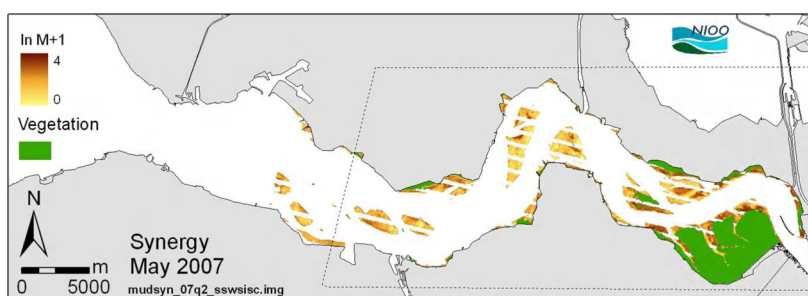 ln M+1
4
0
Vegetation
N
0 5000 m
Synergy
May 2007
mudsyn_07q2_sswsisc.img
NIOO